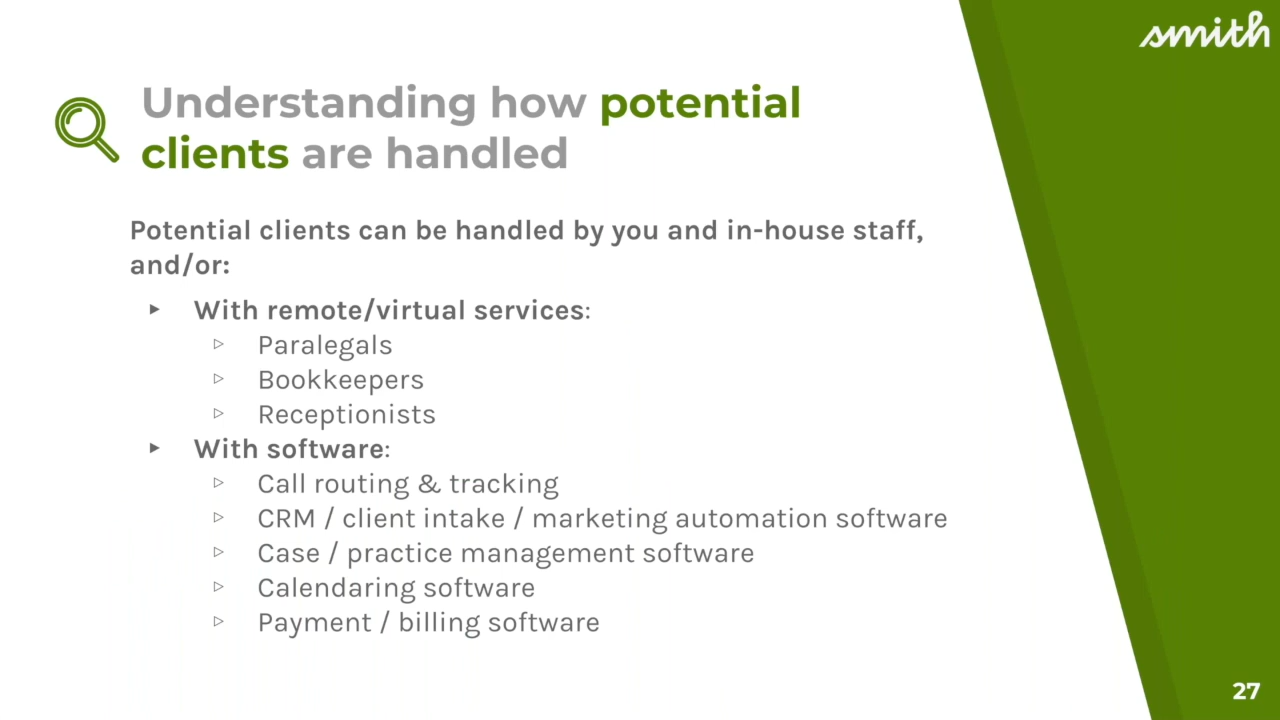 smith
Understanding how potential
clients are handled
Potential clients can be handled by you and in-house staff,
and/or:
▸ With remote/virtual services:
▹ Paralegals
▹ Bookkeepers
▹ Receptionists
▸ With software:
▹ Call routing & tracking
▹ CRM / client intake / marketing automation software
▹ Case / practice management software
▹ Calendaring software
▹ Payment / billing software
27